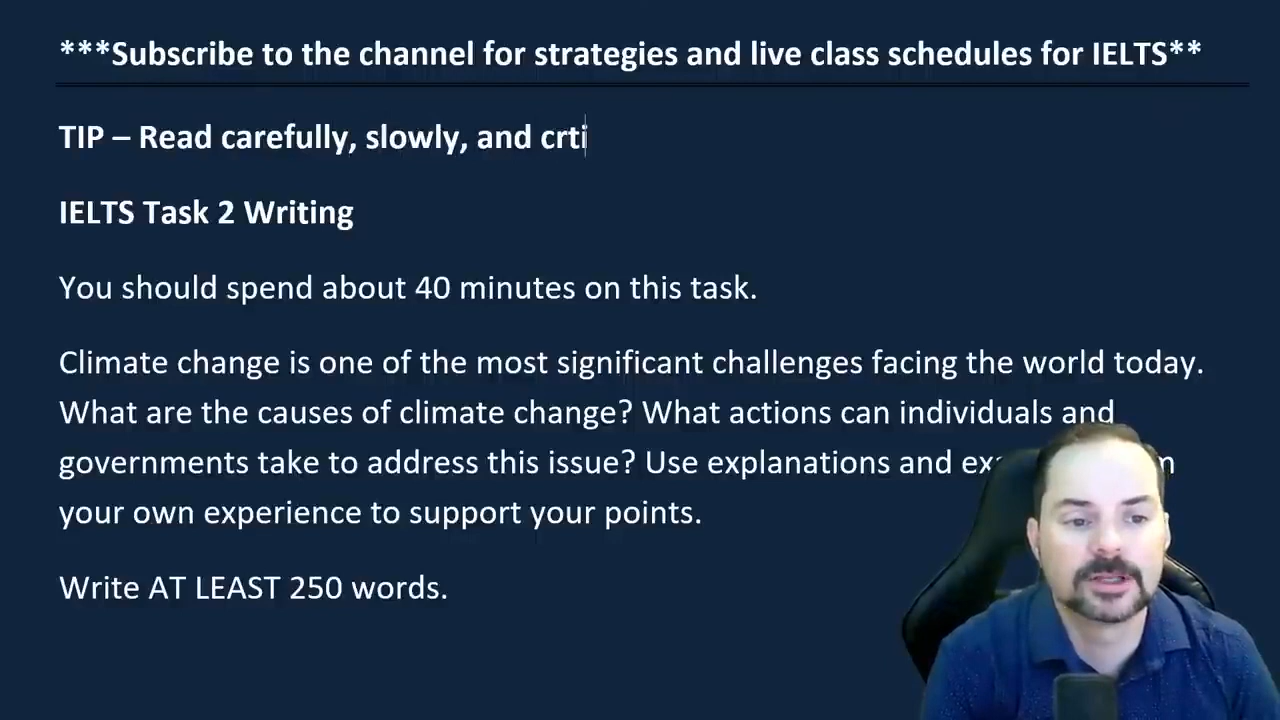 ***Subscribe to the channel for strategies and live class schedules for IELTS**
TIP – Read carefully, slowly, and crti
IELTS Task 2 Writing
You should spend about 40 minutes on this task.
Climate change is one of the most significant challenges facing the world today.
What are the causes of climate change? What actions can individuals and
governments take to address this issue? Use explanations and
your own experience to support your points.
Write AT LEAST 250 words.